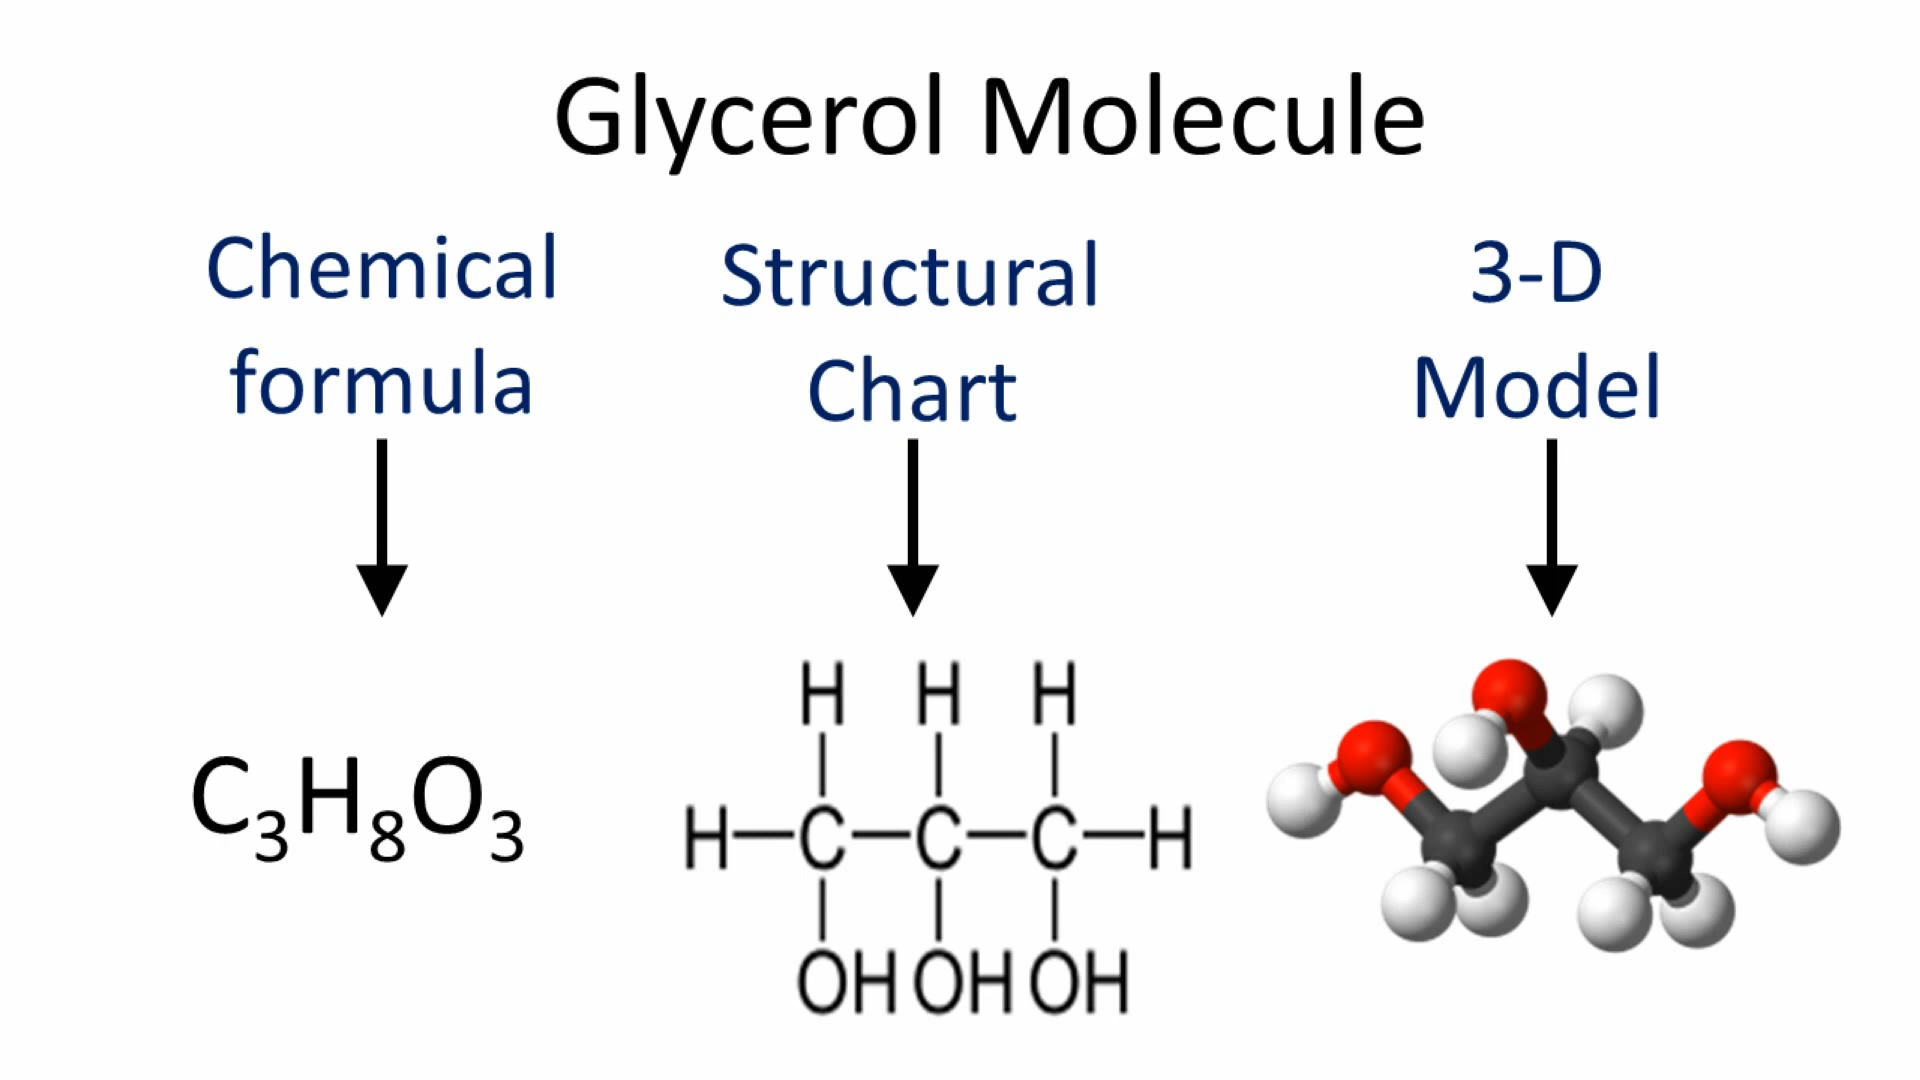 Glycerol Molecule
Chemical
formula
Structural
Chart
3-D
Model
C₃H₈O₃
H H H
H—C—C—C—H
OH OH OH